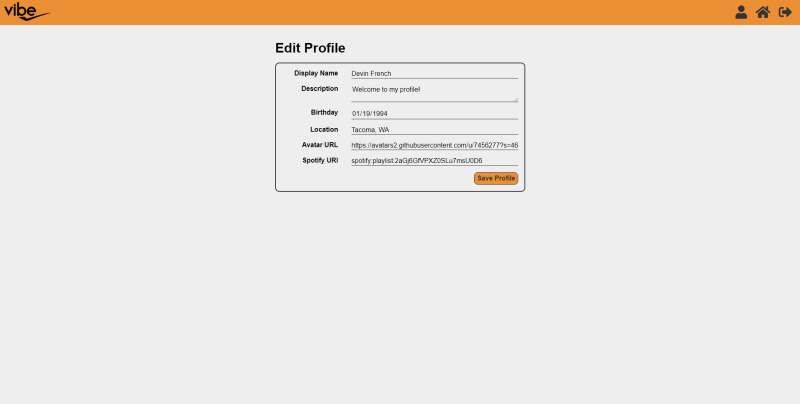 vibe
Edit Profile
Display Name Devin French
Description Welcome to my profile!
Birthday 01/19/1994
Location Tacoma, WA
Avatar URL https://avatars2.githubusercontent.com/u/7456277?s=46
Spotify URI spotify:playlist:2aGj6GfVPXZ0SLu7msU0D6
Save Profile